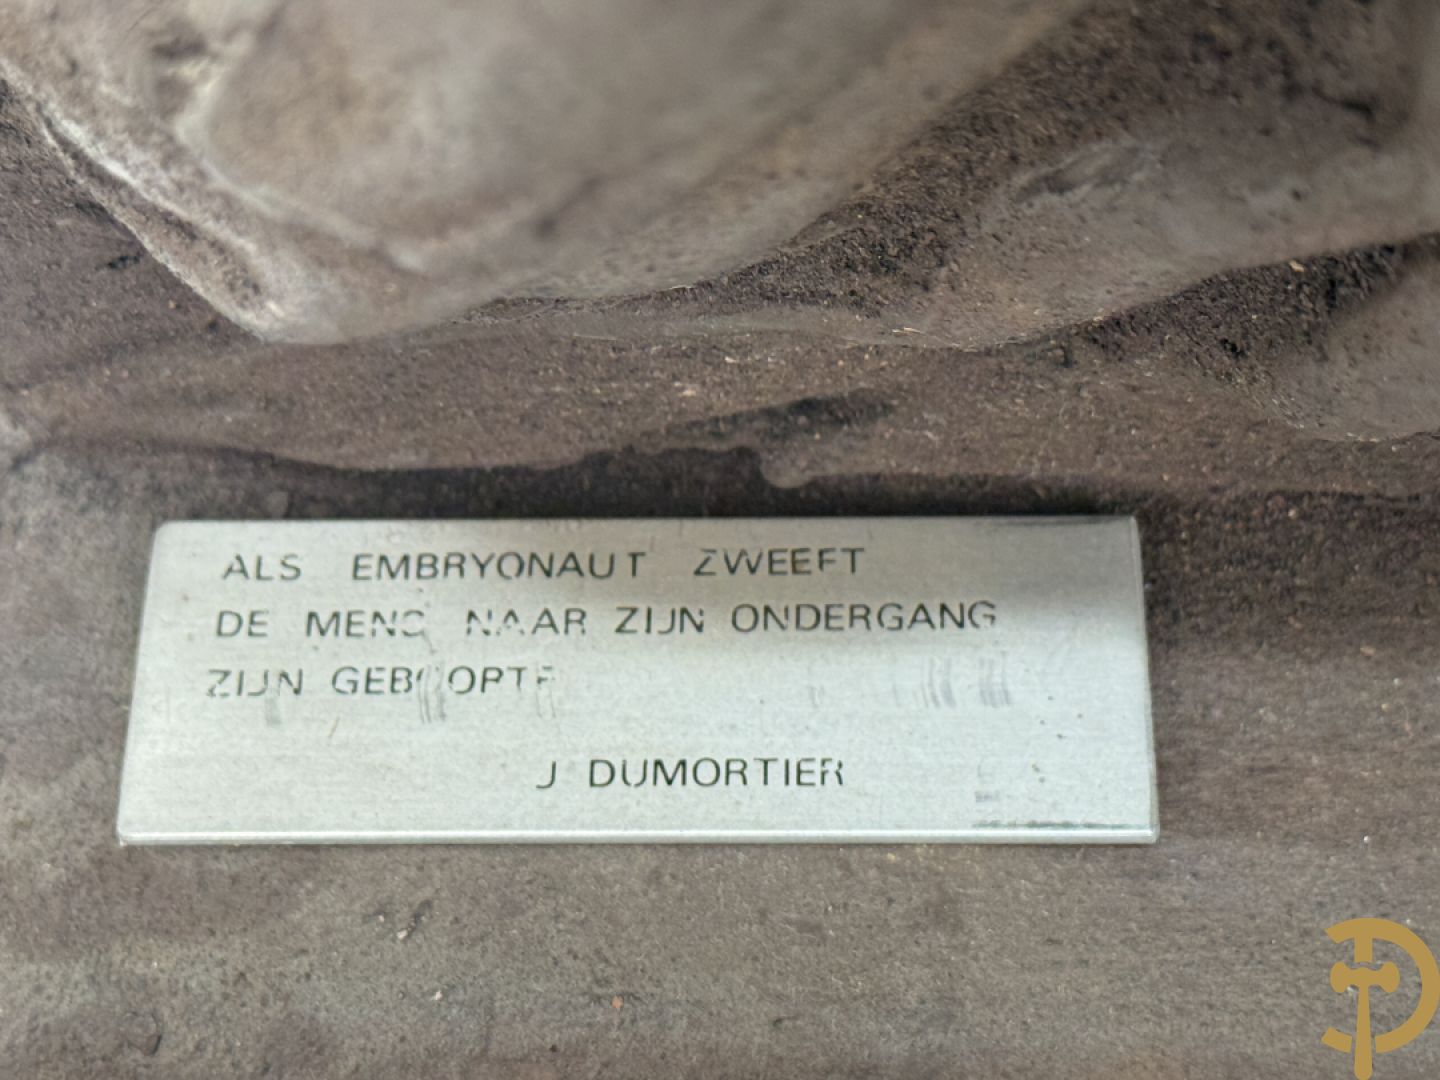 ALS EMBRYONAUT ZWEEFT
DE MENS NAAR ZIJN ONDERGANG
ZIJN GEBOORTE
J DUMORTIER